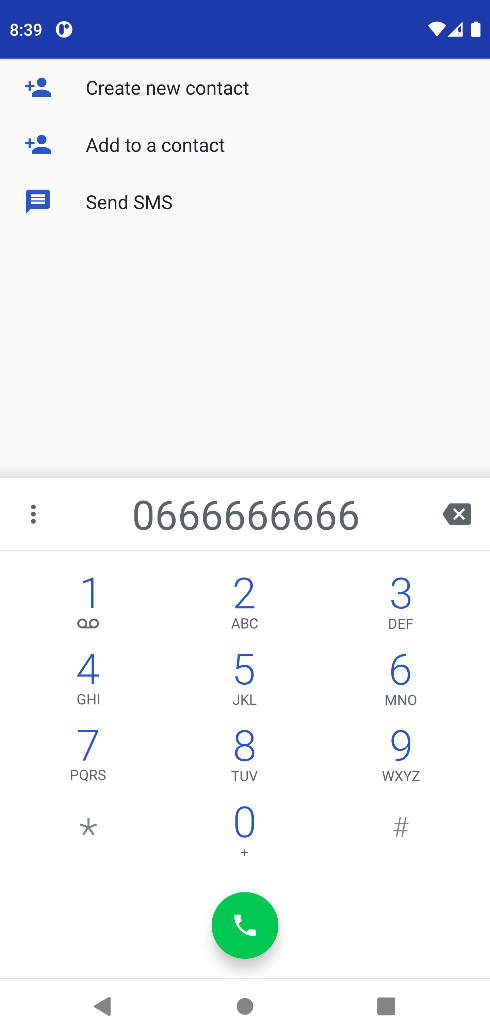 8:39
Create new contact
Add to a contact
Send SMS
0666666666
1 2 3
ABC DEF
4 5 6
GHI JKL MNO
7 8 9
PQRS TUV WXYZ
* 0 #
+